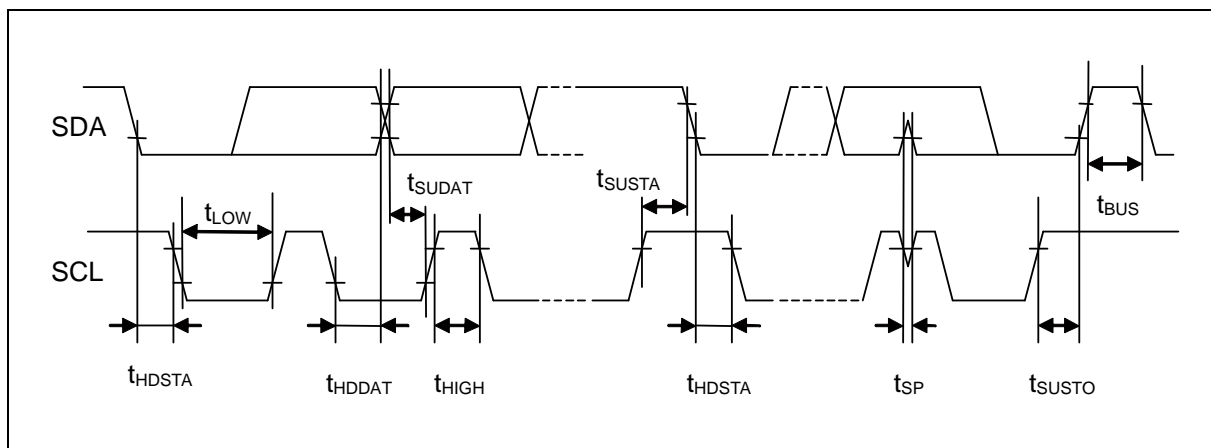 SDA
tSUDAT
tSUSTA
tLOW
tBUS
SCL
tHDSTA
tHDDAT
tHIGH
tHDSTA
tSP
tSUSTO